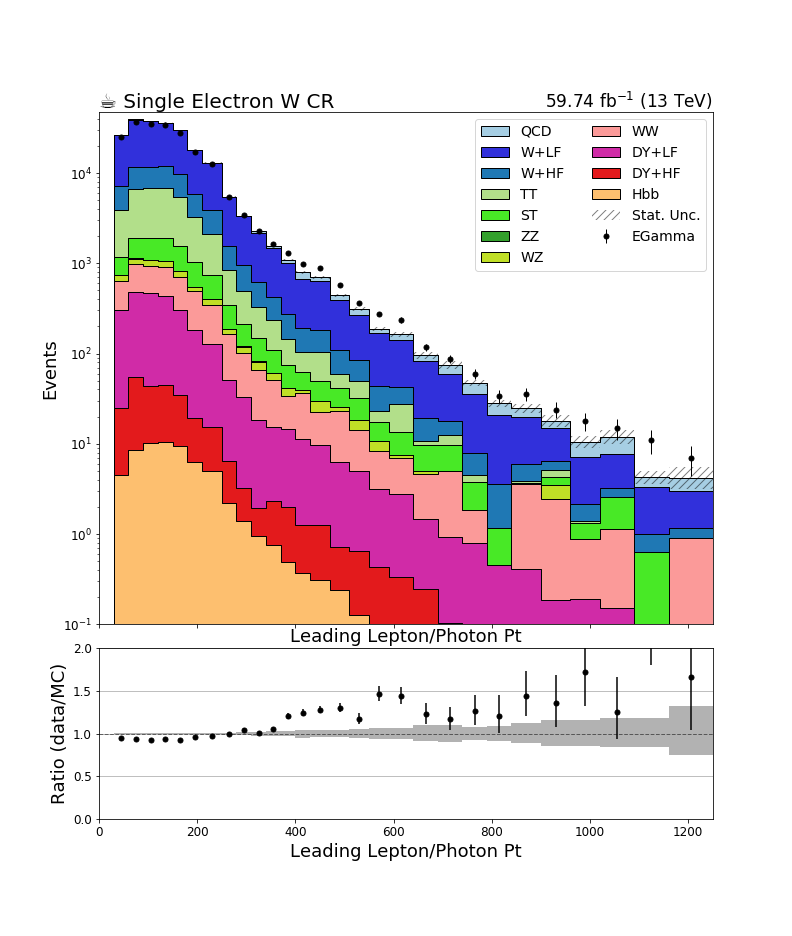 ☕ Single Electron W CR
59.74 fb⁻¹ (13 TeV)
QCD
W+LF
W+HF
TT
ST
ZZ
WZ
WW
DY+LF
DY+HF
Hbb
Stat. Unc.
EGamma
Events
10⁴
10³
10²
10¹
10⁰
10⁻¹
Leading Lepton/Photon Pt
Ratio (data/MC)
2.0
1.5
1.0
0.5
0.0
0 200 400 600 800 1000 1200
Leading Lepton/Photon Pt